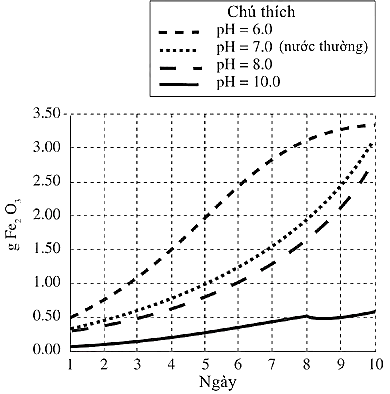 Chú thích
pH = 6.0
pH = 7.0 (nước thường)
pH = 8.0
pH = 10.0
3.50
3.00
2.50
2.00
1.50
1.00
0.50
0.00
g Fe₂ O₃
1 2 3 4 5 6 7 8 9 10
Ngày